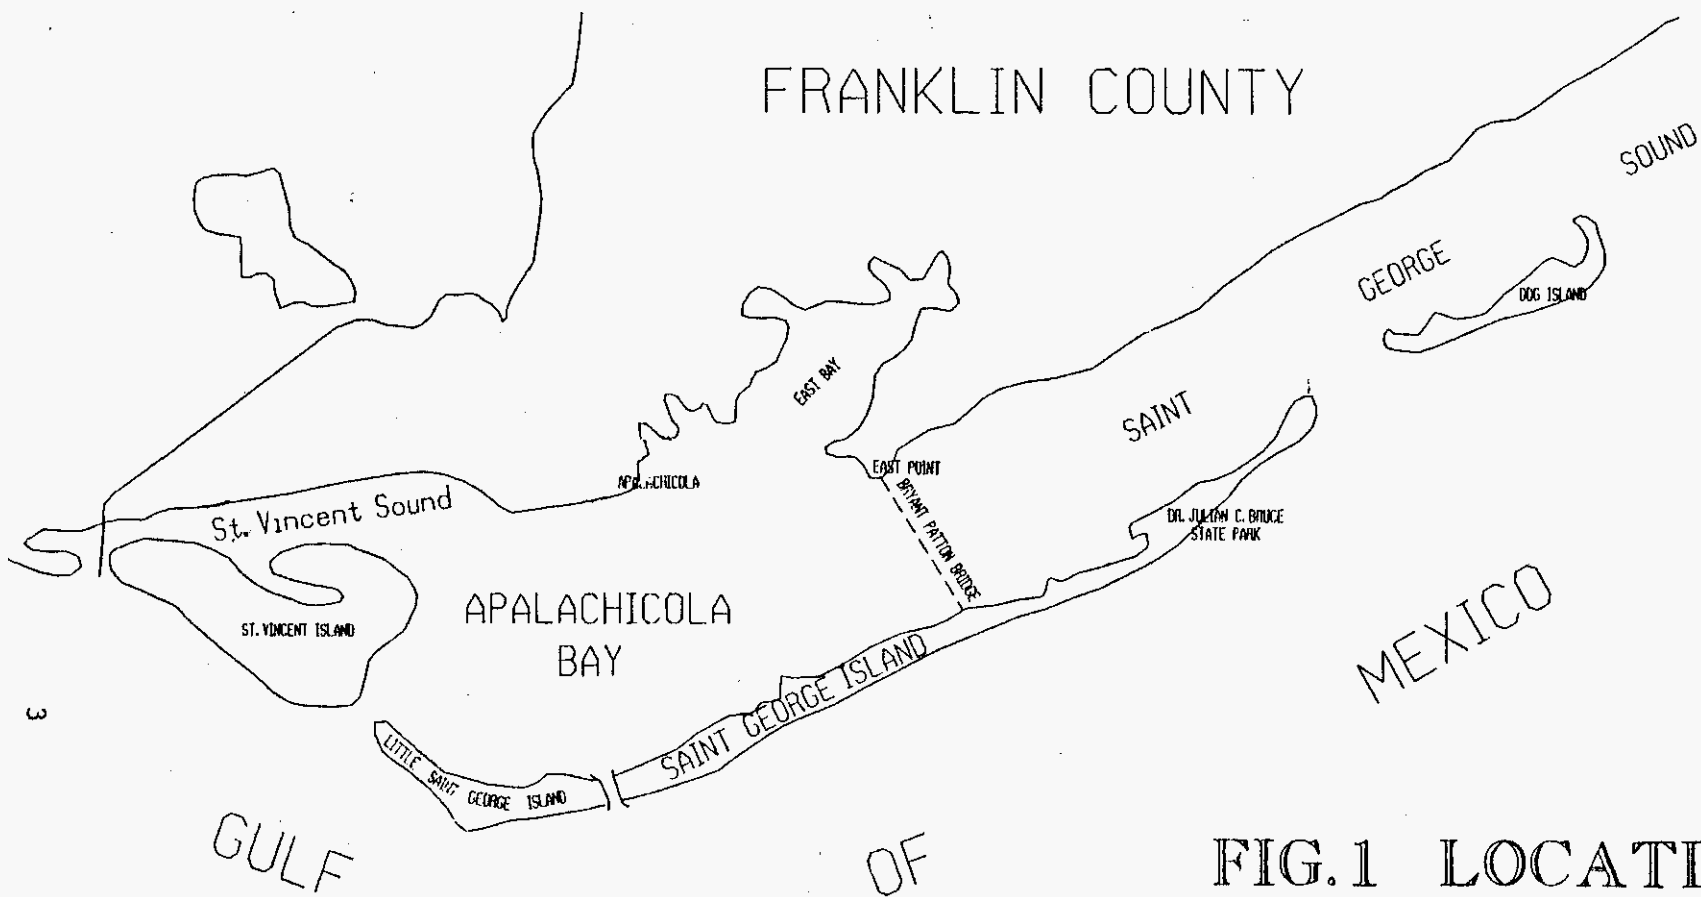 FRANKLIN COUNTY
SOUND
GEORGE
DOG ISLAND
EAST BAY
SAINT
EAST POINT
APALACHICOLA
BRYANT PATTON BRIDGE
St. Vincent Sound
DR. JULIAN C. BRUCE
STATE PARK
APALACHICOLA
BAY
ST. VINCENT ISLAND
MEXICO
SAINT GEORGE ISLAND
3
LITTLE SAINT GEORGE ISLAND
GULF
OF
FIG. 1 LOCATI